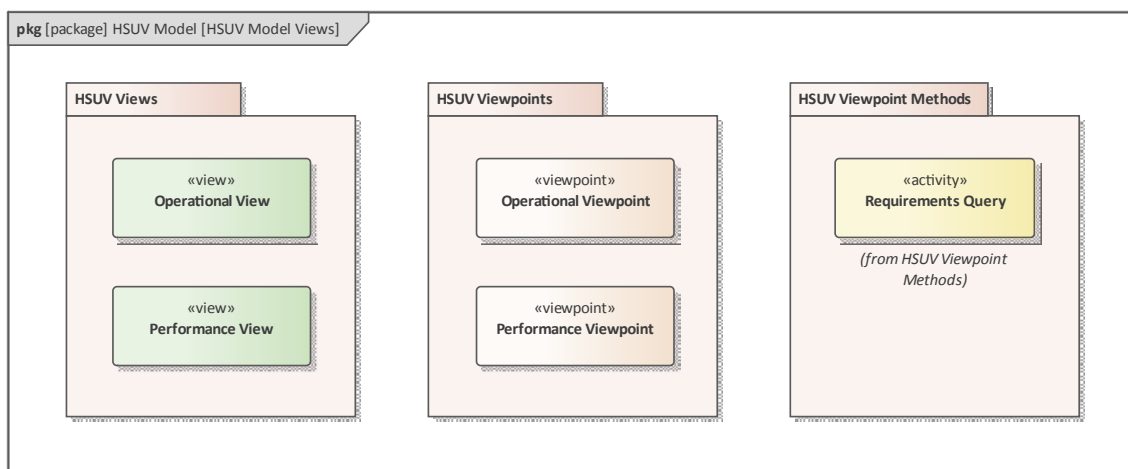 pkg [package] HSUV Model [HSUV Model Views]
HSUV Views
«view»
Operational View
«view»
Performance View
HSUV Viewpoints
«viewpoint»
Operational Viewpoint
«viewpoint»
Performance Viewpoint
HSUV Viewpoint Methods
«activity»
Requirements Query
(from HSUV Viewpoint
Methods)